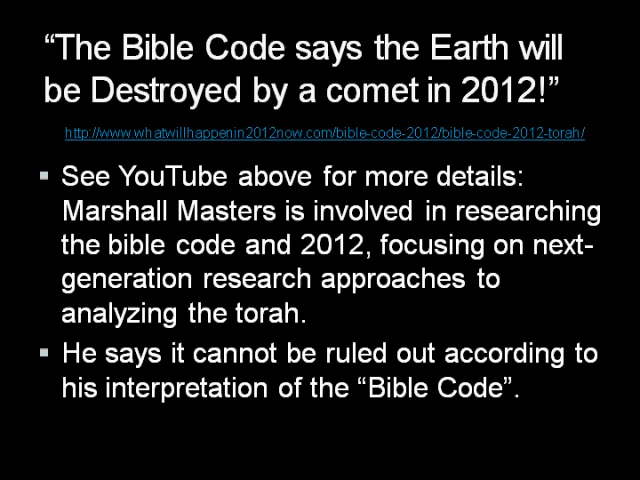 “The Bible Code says the Earth will
be Destroyed by a comet in 2012!”
http://www.whatwillhappenin2012now.com/bible-code-2012/bible-code-2012-torah/
▪ See YouTube above for more details:
Marshall Masters is involved in researching
the bible code and 2012, focusing on next-
generation research approaches to
analyzing the torah.
▪ He says it cannot be ruled out according to
his interpretation of the “Bible Code”.